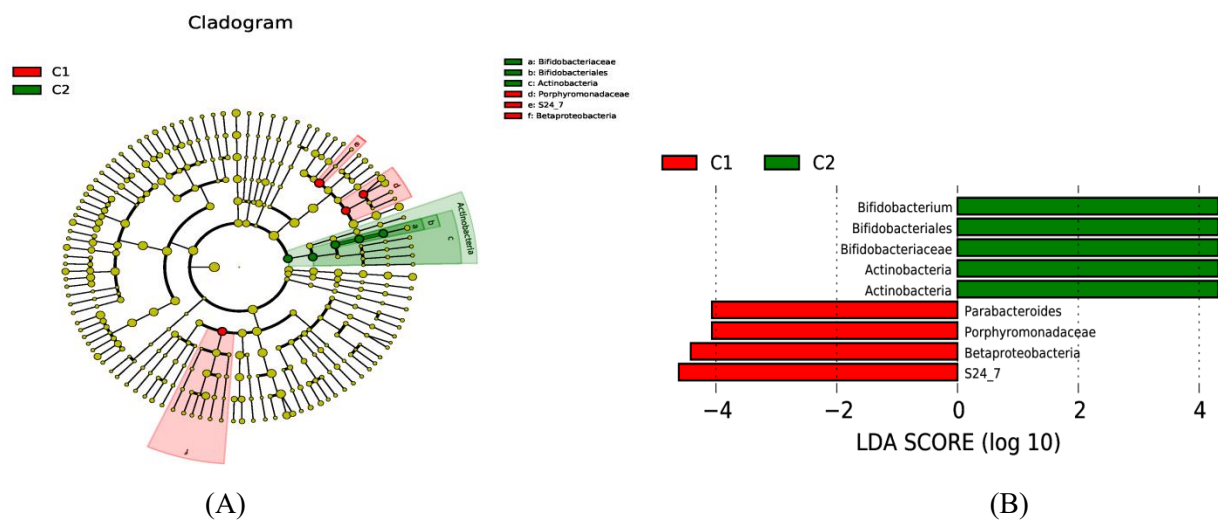 Cladogram
C1
C2
a: Bifidobacteriaceae
b: Bifidobacteriales
c: Actinobacteria
d: Porphyromonadaceae
e: S24_7
f: Betaproteobacteria
e
d
Actinobacteria
b
a
c
f
(A)
C1
C2
Bifidobacterium
Bifidobacteriales
Bifidobacteriaceae
Actinobacteria
Actinobacteria
Parabacteroides
Porphyromonadaceae
Betaproteobacteria
S24_7
−4 −2 0 2 4
LDA SCORE (log 10)
(B)